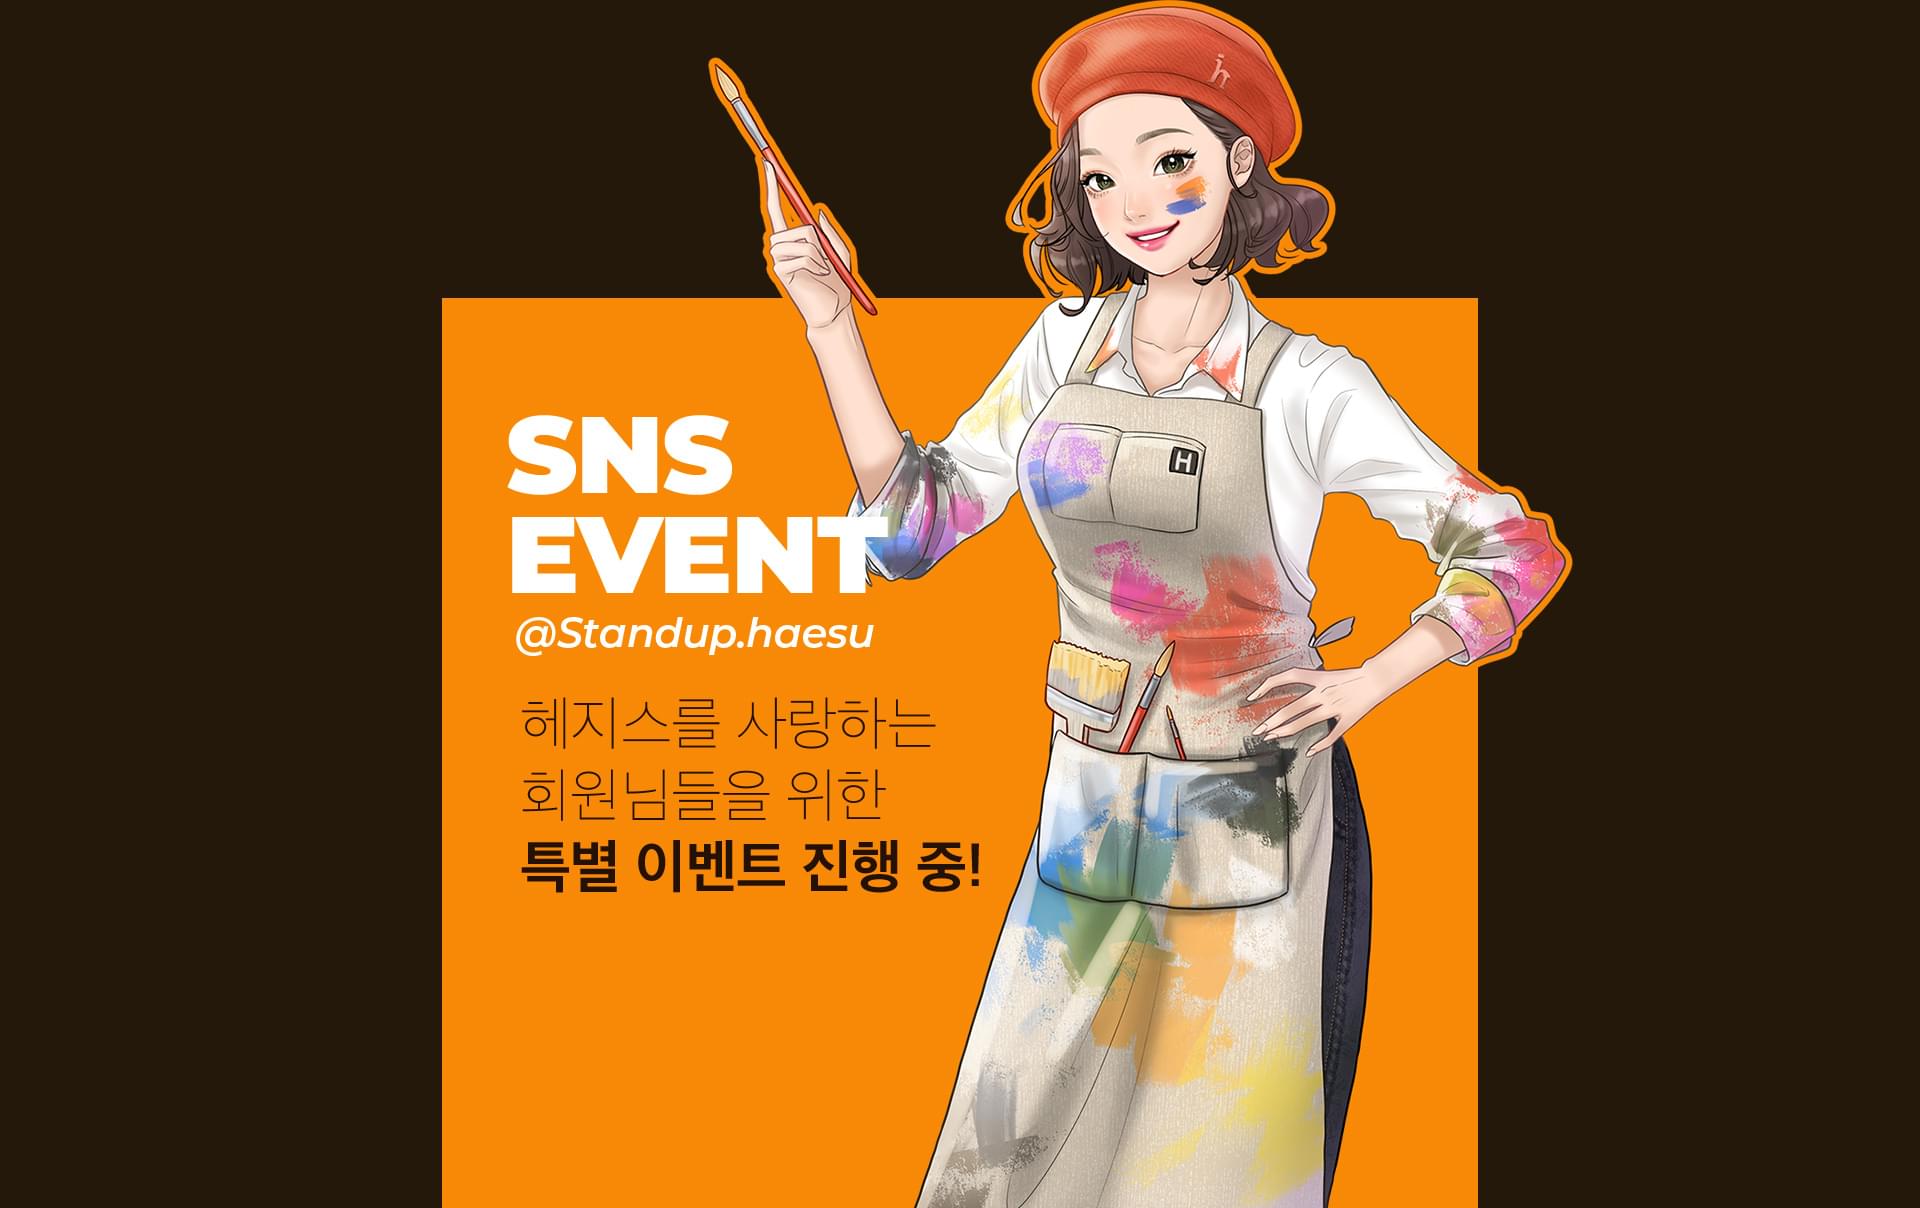 SNS
EVENT
@Standup.haesu
헤지스를 사랑하는
회원님들을 위한
특별 이벤트 진행 중!
H